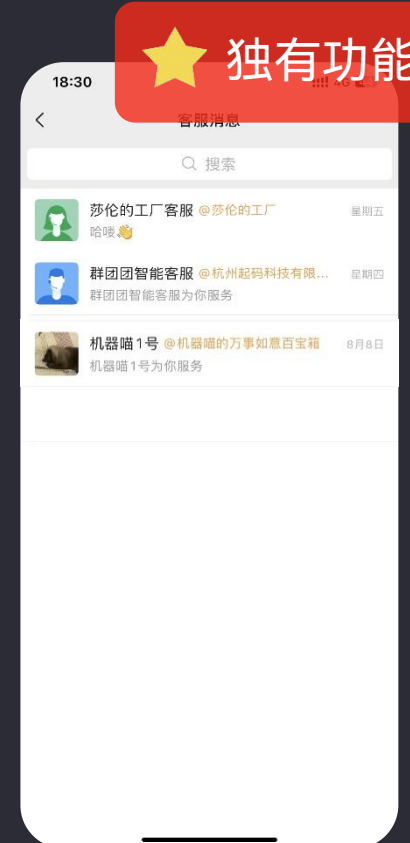 独有功能
18:30
4G
客服消息
搜索
莎伦的工厂客服 @莎伦的工厂 星期五
哈喽👋
群团团智能客服 @杭州起码科技有限... 星期四
群团团智能客服为你服务
机器喵1号 @机器喵的万事如意百宝箱 8月8日
机器喵1号为你服务